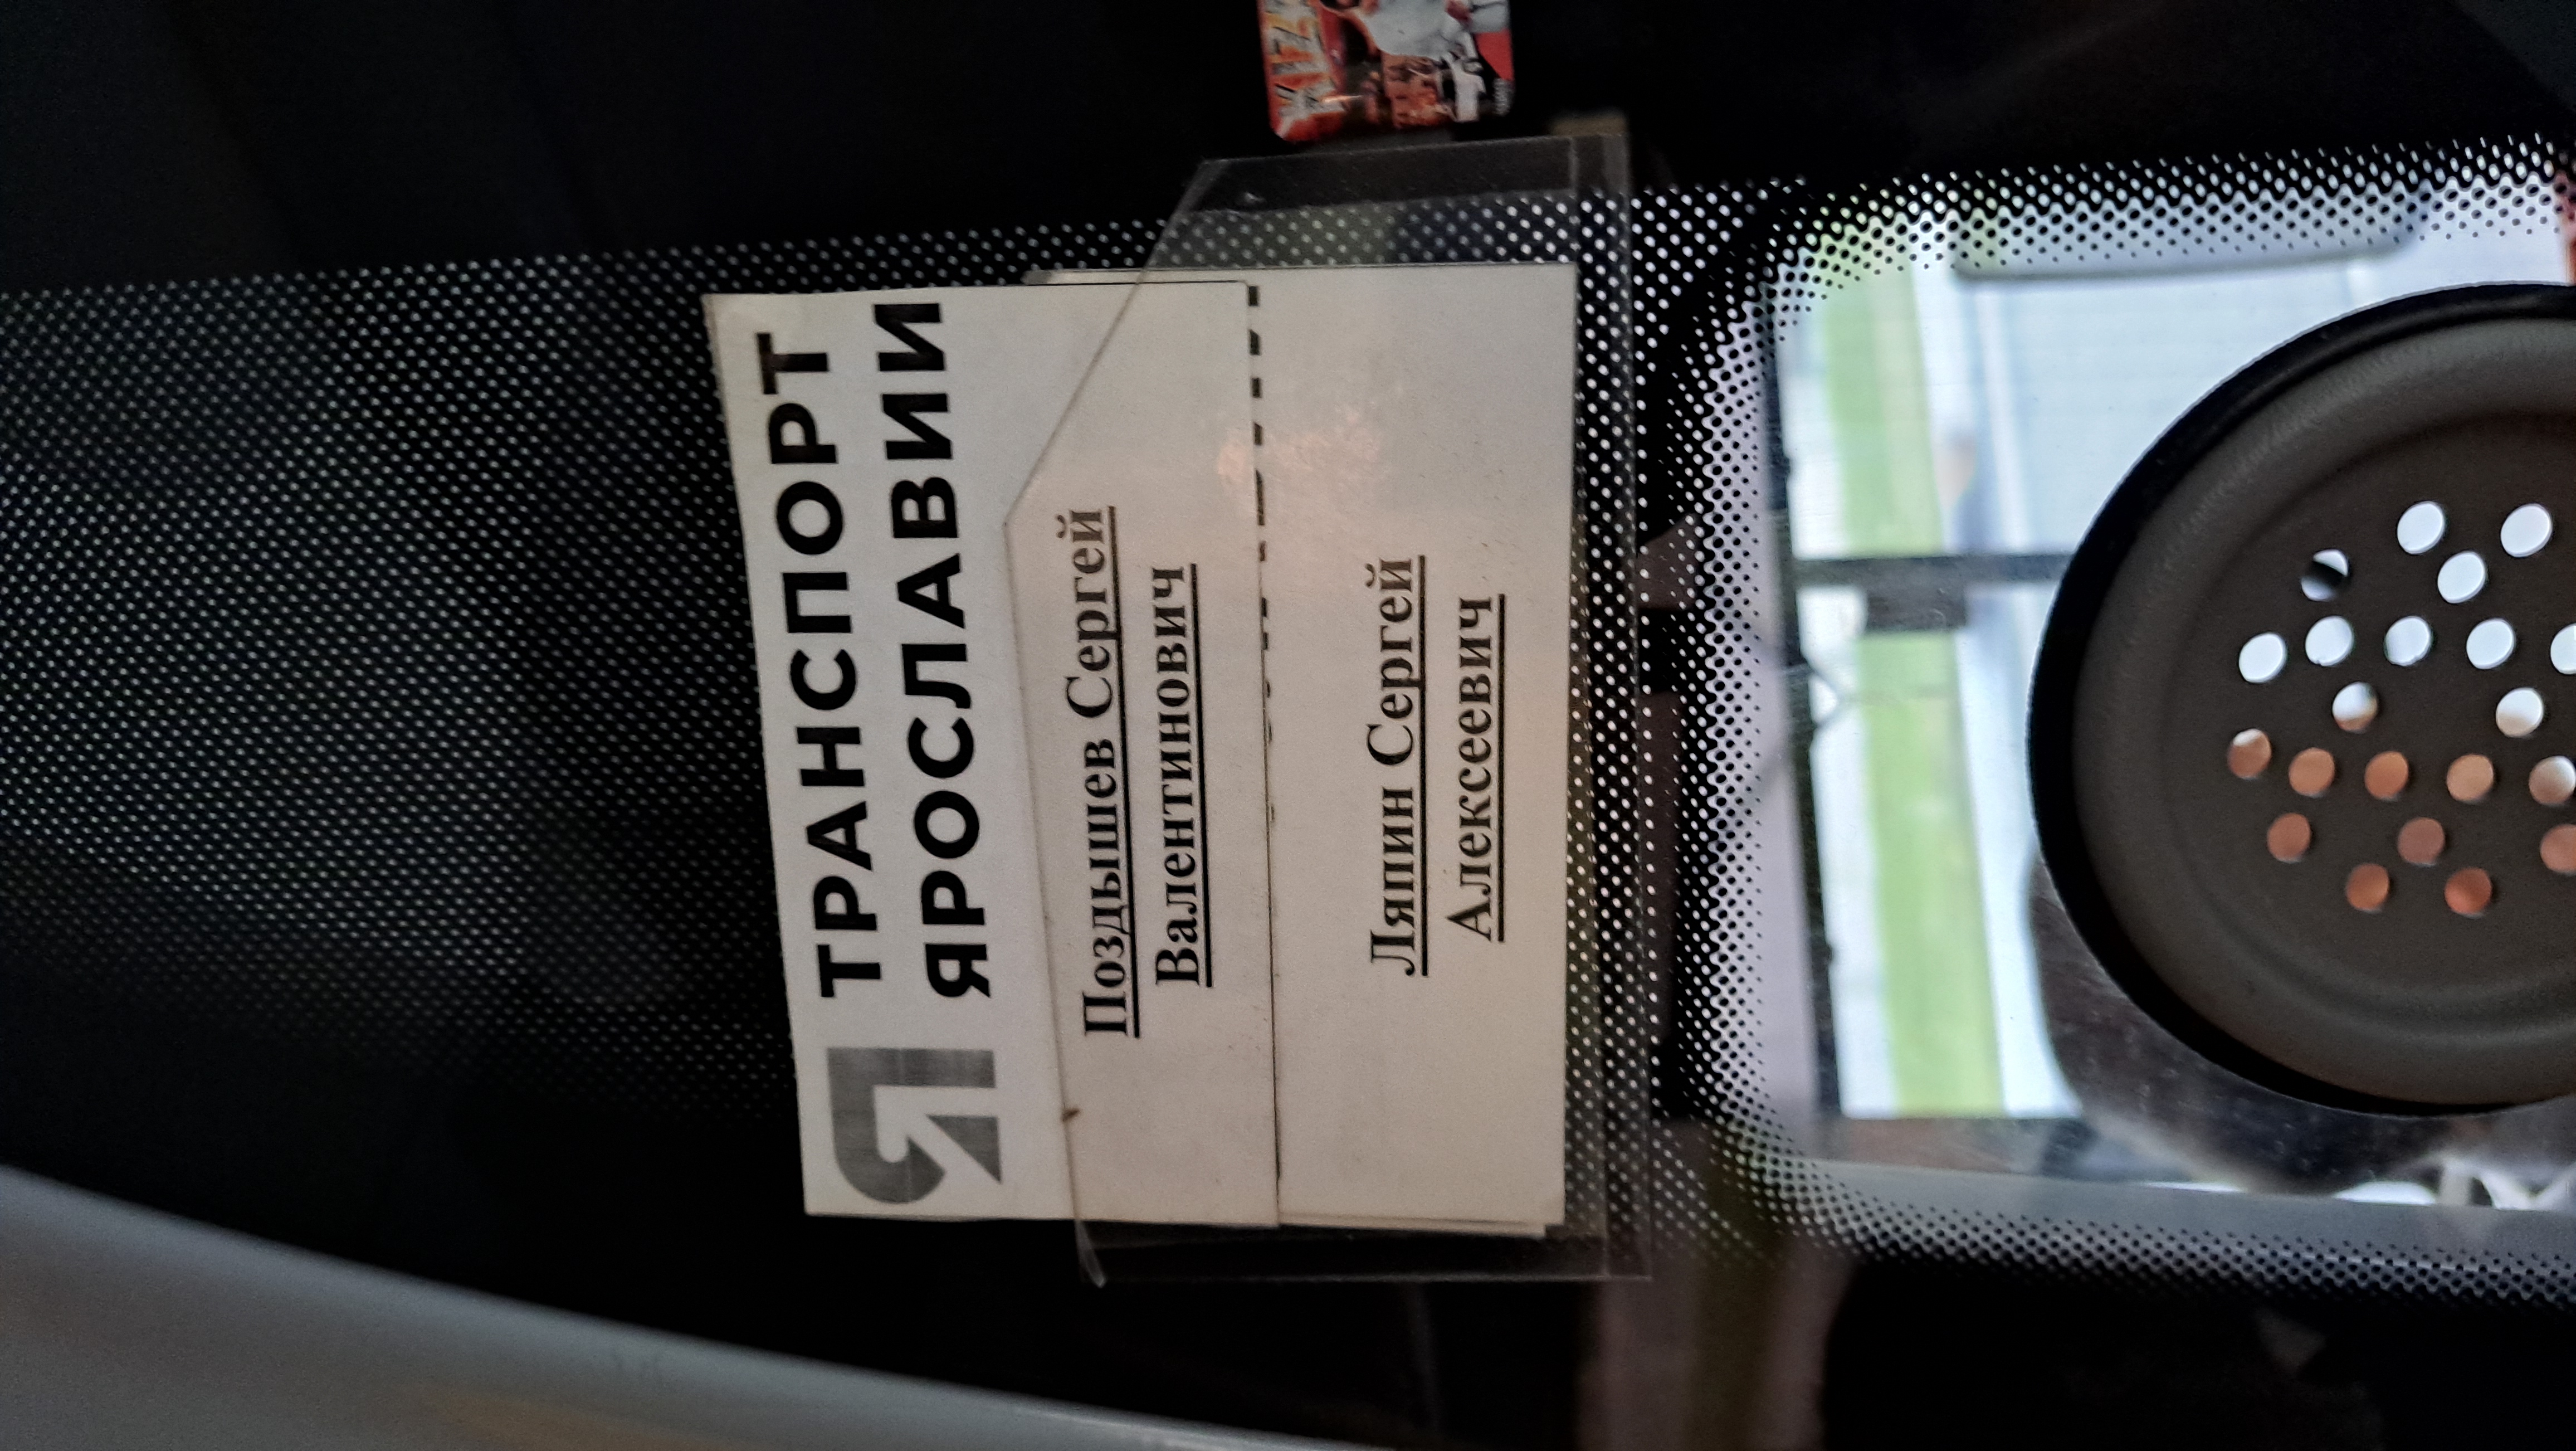 ТРАНСПОРТ
ЯРОСЛАВИИ
Поздышев Сергей
Валентинович
Ляпин Сергей
Алексеевич